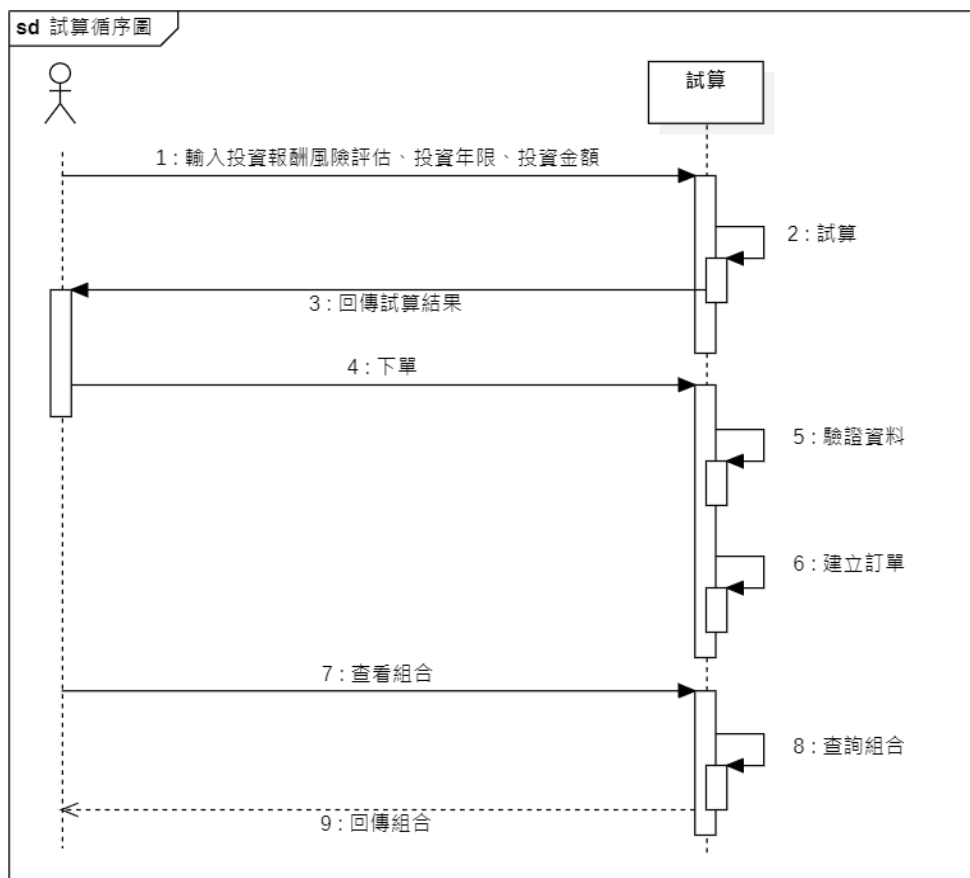 sd 試算循序圖
試算
1 : 輸入投資報酬風險評估、投資年限、投資金額
2 : 試算
3 : 回傳試算結果
4 : 下單
5 : 驗證資料
6 : 建立訂單
7 : 查看組合
8 : 查詢組合
9 : 回傳組合